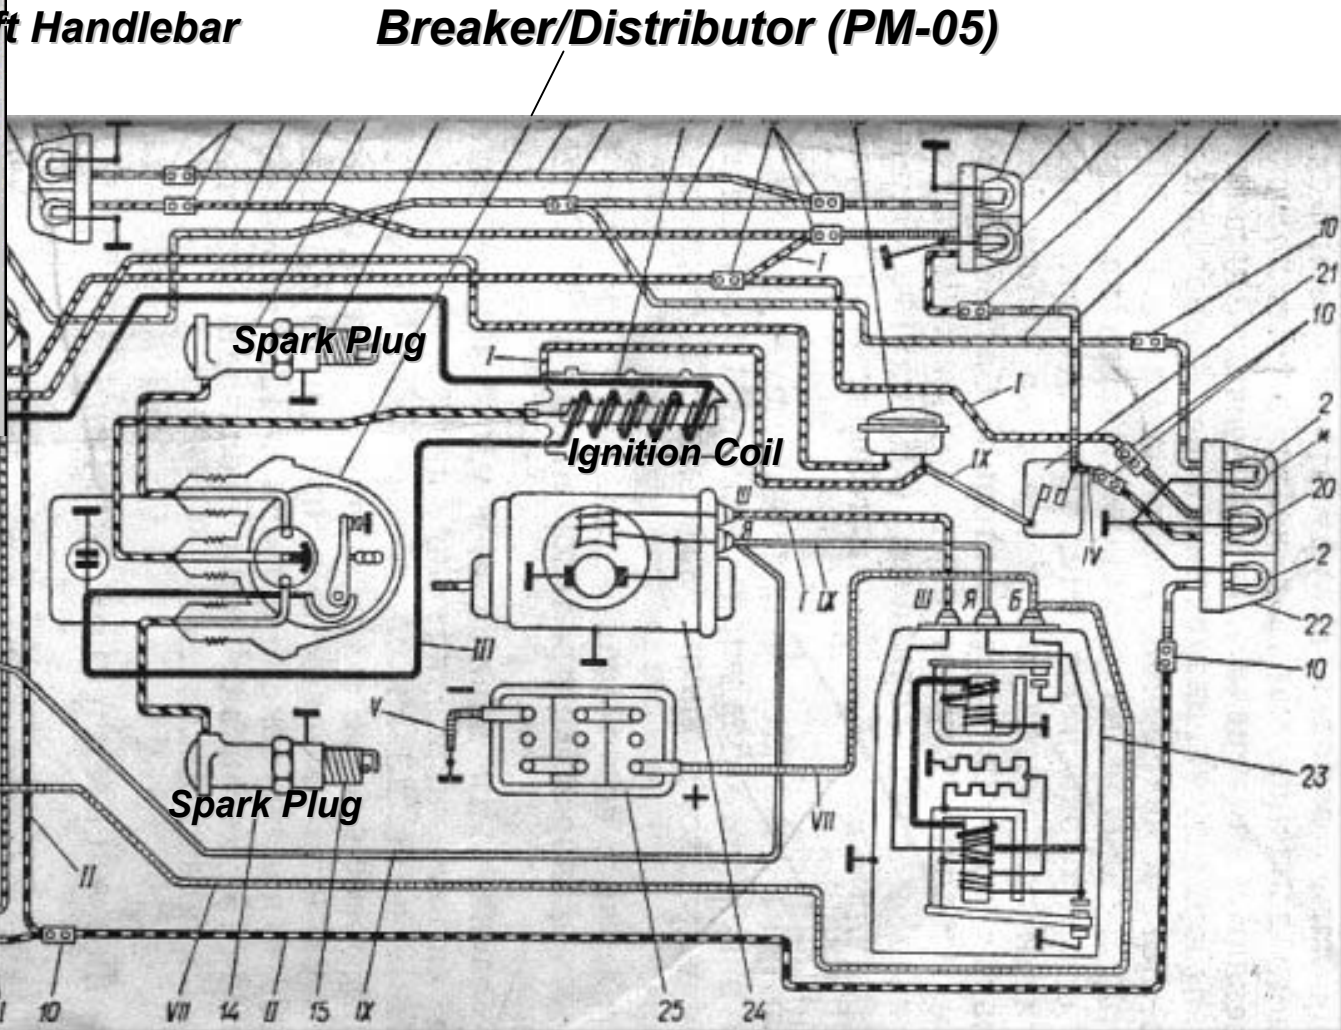 ft Handlebar
Breaker/Distributor (PM-05)
10
21
10
Spark Plug
I
I
I
2
и
20
2
22
10
Ignition Coil
IX
IV
Ш
Я
I IX
Ш Я Б
III
V
−
+
VII
23
Spark Plug
II
10
VII
14
II
15
IX
25
24